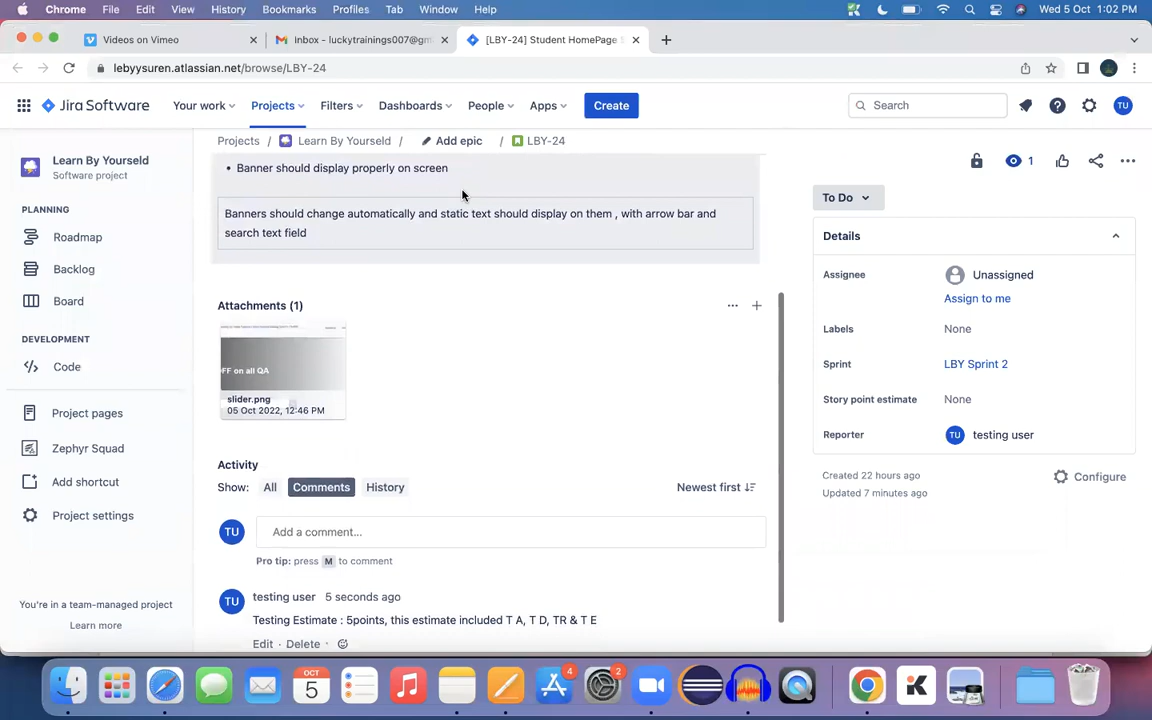 Chrome File Edit View History Bookmarks Profiles Tab Window Help Wed 5 Oct 1:02 PM
Videos on Vimeo Inbox - luckytrainings007@gm [LBY-24] Student HomePage
lebyysuren.atlassian.net/browse/LBY-24
Jira Software Your work Projects Filters Dashboards People Apps Create Search TU
Projects / Learn By Yourseld / Add epic / LBY-24
Learn By Yourseld
Software project
PLANNING
Roadmap
Backlog
Board
DEVELOPMENT
Code
Project pages
Zephyr Squad
Add shortcut
Project settings
You're in a team-managed project
Learn more
• Banner should display properly on screen
Banners should change automatically and static text should display on them , with arrow bar and
search text field
Attachments (1)
FF on all QA
slider.png
05 Oct 2022, 12:46 PM
Activity
Show: All Comments History Newest first
TU Add a comment...
Pro tip: press M to comment
TU testing user 5 seconds ago
Testing Estimate : 5points, this estimate included T A, T D, TR & T E
Edit · Delete ·
1
To Do
Details
Assignee Unassigned
Assign to me
Labels None
Sprint LBY Sprint 2
Story point estimate None
Reporter TU testing user
Created 22 hours ago
Updated 7 minutes ago
Configure
OCT
5
4
2